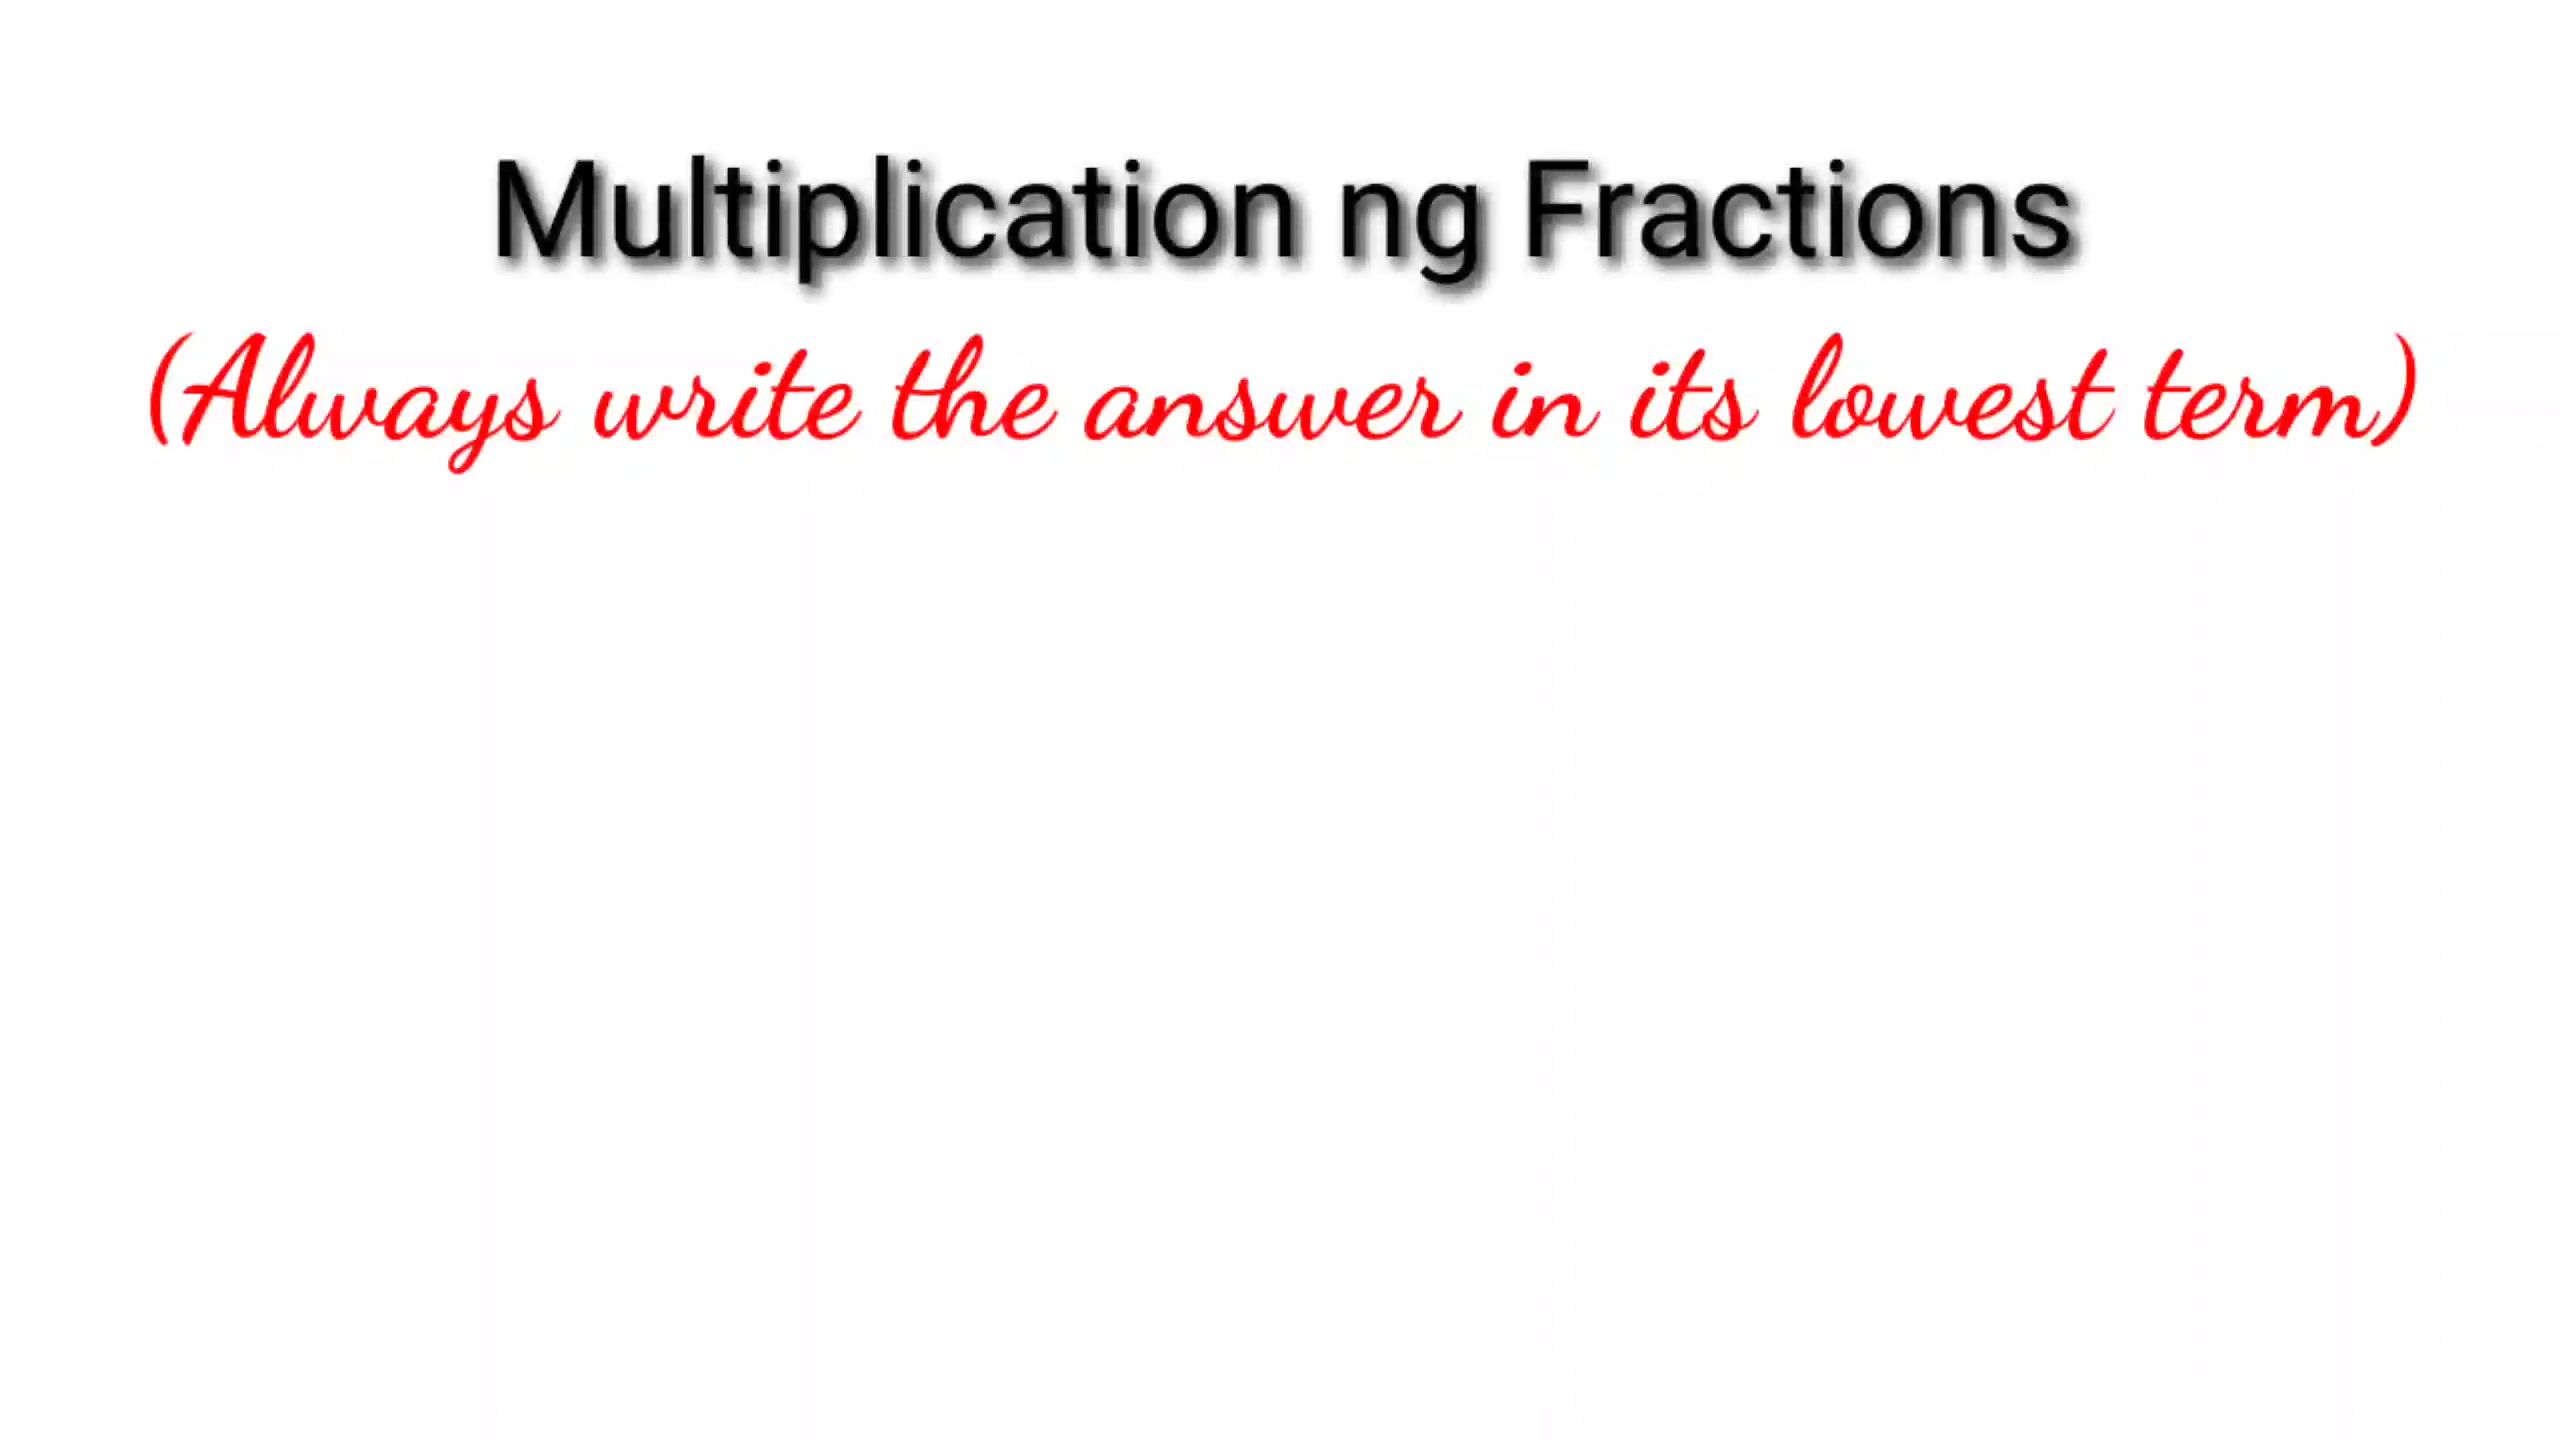 Multiplication ng Fractions
(Always write the answer in its lowest term)